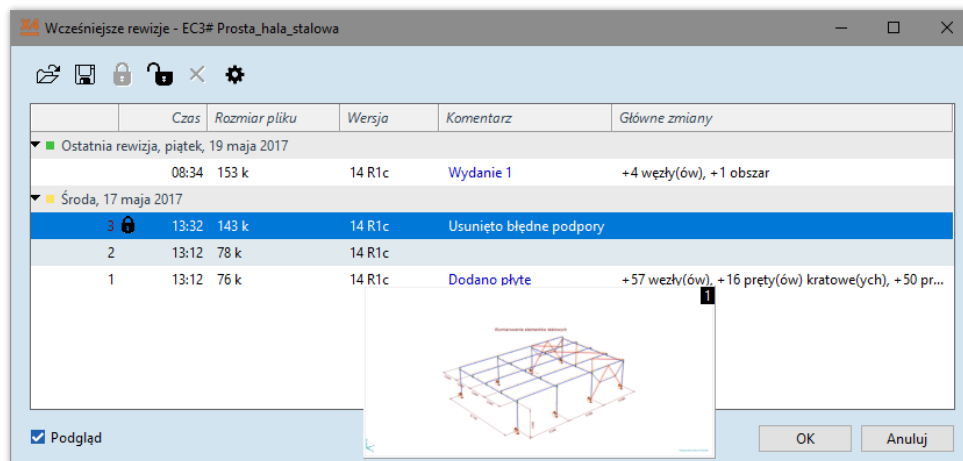 X4 Wcześniejsze rewizje - EC3# Prosta_hala_stalowa
Czas Rozmiar pliku Wersja Komentarz Główne zmiany
Ostatnia rewizja, piątek, 19 maja 2017
08:34 153 k 14 R1c Wydanie 1 +4 węzły(ów), +1 obszar
Środa, 17 maja 2017
3 13:32 143 k 14 R1c Usunięto błędne podpory
2 13:12 78 k 14 R1c
1 13:12 76 k 14 R1c Dodano płytę +57 węzły(ów), +16 pręty(ów) kratowe(ych), +50 pr...
1
Podgląd
OK Anuluj